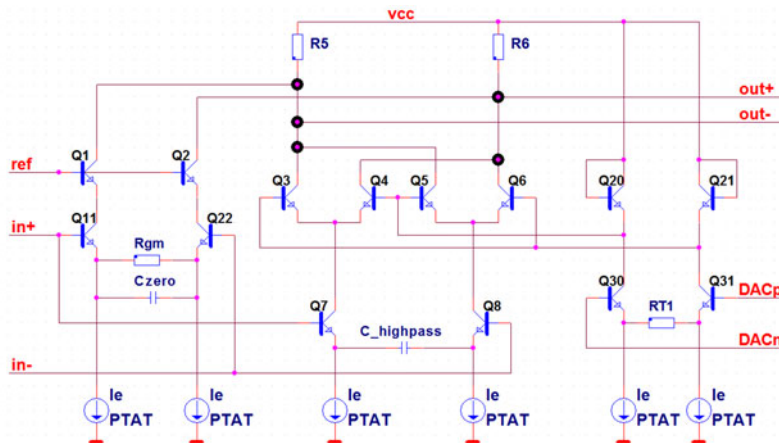 vcc
R5
R6
out+
out-
Q1
Q2
ref
Q3
Q4
Q5
Q6
Q20
Q21
in+
Q11
Q22
Rgm
Czero
Q30
Q31
DACp
Q7
Q8
C_highpass
RT1
DACn
in-
Ie
PTAT
Ie
PTAT
Ie
PTAT
Ie
PTAT
Ie
PTAT
Ie
PTAT